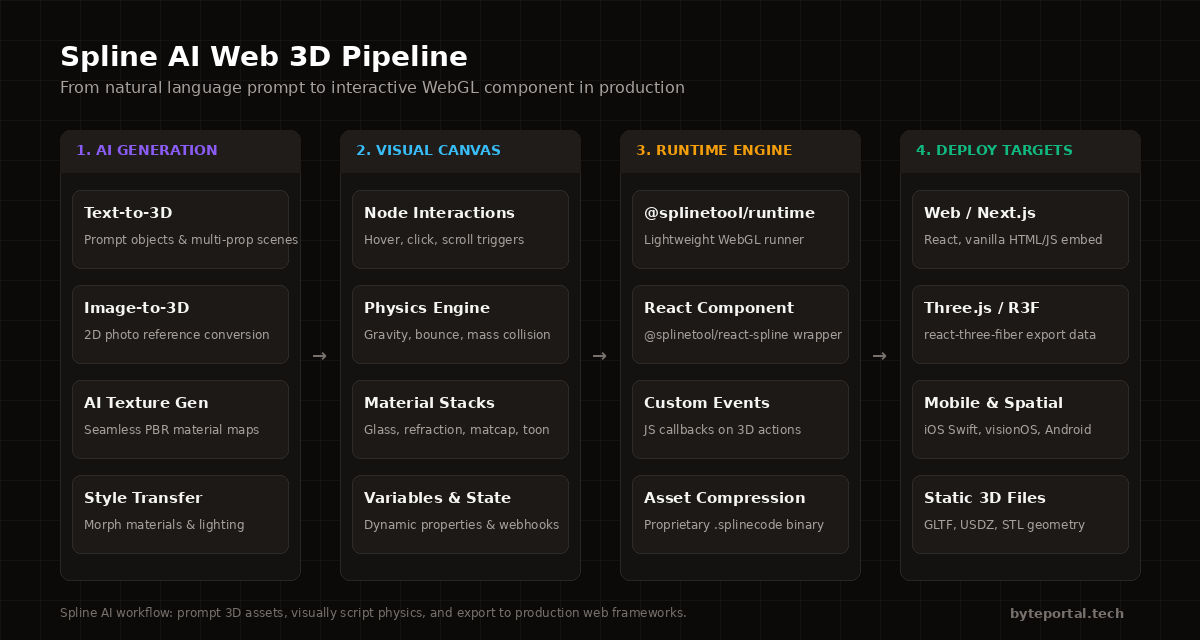 Spline AI Web 3D Pipeline
From natural language prompt to interactive WebGL component in production
1. AI GENERATION
Text-to-3D
Prompt objects & multi-prop scenes
Image-to-3D
2D photo reference conversion
AI Texture Gen
Seamless PBR material maps
Style Transfer
Morph materials & lighting
→
2. VISUAL CANVAS
Node Interactions
Hover, click, scroll triggers
Physics Engine
Gravity, bounce, mass collision
Material Stacks
Glass, refraction, matcap, toon
Variables & State
Dynamic properties & webhooks
→
3. RUNTIME ENGINE
@splinetool/runtime
Lightweight WebGL runner
React Component
@splinetool/react-spline wrapper
Custom Events
JS callbacks on 3D actions
Asset Compression
Proprietary .splinecode binary
→
4. DEPLOY TARGETS
Web / Next.js
React, vanilla HTML/JS embed
Three.js / R3F
react-three-fiber export data
Mobile & Spatial
iOS Swift, visionOS, Android
Static 3D Files
GLTF, USDZ, STL geometry
Spline AI workflow: prompt 3D assets, visually script physics, and export to production web frameworks.
byteportal.tech